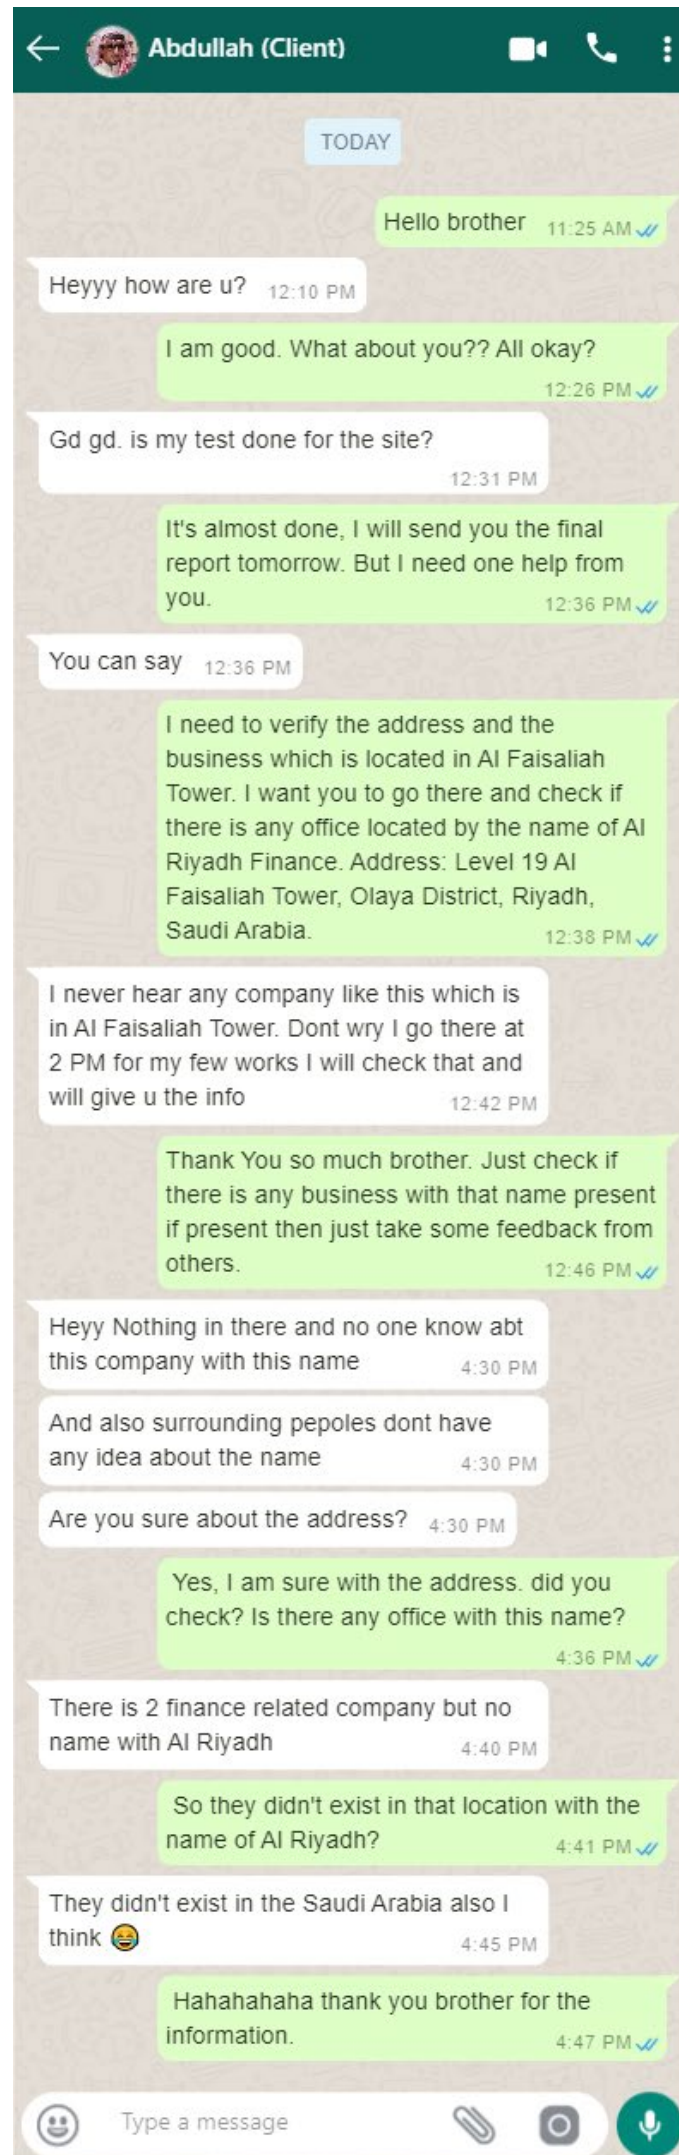 Abdullah (Client)
TODAY
Hello brother 11:25 AM
Heyyy how are u? 12:10 PM
I am good. What about you?? All okay?
12:26 PM
Gd gd. is my test done for the site?
12:31 PM
It's almost done, I will send you the final
report tomorrow. But I need one help from
you. 12:36 PM
You can say 12:36 PM
I need to verify the address and the
business which is located in Al Faisaliah
Tower. I want you to go there and check if
there is any office located by the name of Al
Riyadh Finance. Address: Level 19 Al
Faisaliah Tower, Olaya District, Riyadh,
Saudi Arabia. 12:38 PM
I never hear any company like this which is
in Al Faisaliah Tower. Dont wry I go there at
2 PM for my few works I will check that and
will give u the info 12:42 PM
Thank You so much brother. Just check if
there is any business with that name present
if present then just take some feedback from
others. 12:46 PM
Heyy Nothing in there and no one know abt
this company with this name 4:30 PM
And also surrounding pepoles dont have
any idea about the name 4:30 PM
Are you sure about the address? 4:30 PM
Yes, I am sure with the address. did you
check? Is there any office with this name?
4:36 PM
There is 2 finance related company but no
name with Al Riyadh 4:40 PM
So they didn't exist in that location with the
name of Al Riyadh? 4:41 PM
They didn't exist in the Saudi Arabia also I
think 😂 4:45 PM
Hahahahaha thank you brother for the
information. 4:47 PM
Type a message